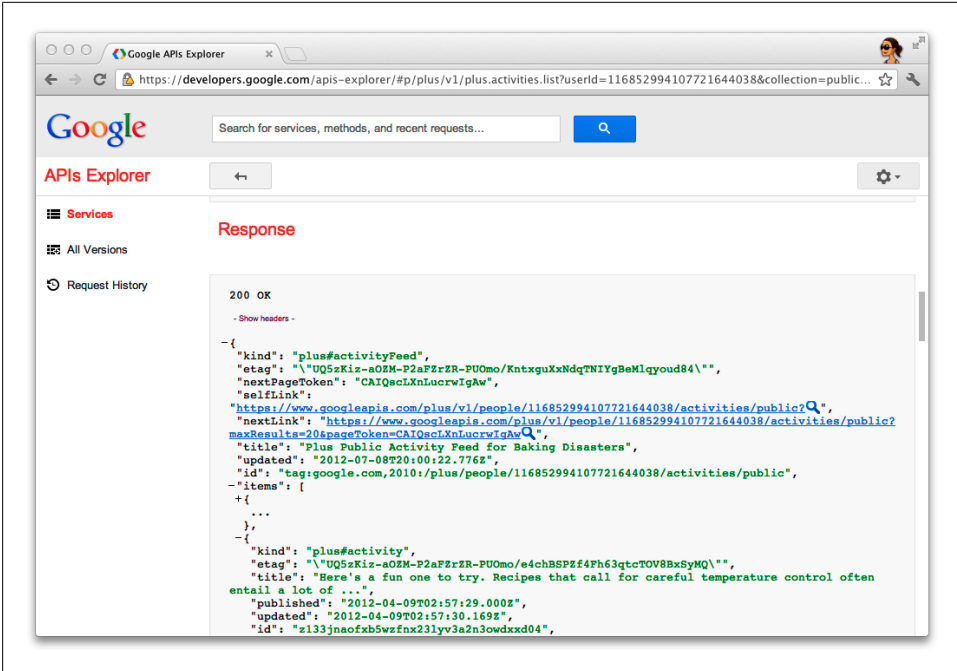 Google APIs Explorer
https://developers.google.com/apis-explorer/#p/plus/v1/plus.activities.list?userId=116852994107721644038&collection=public...
Google
Search for services, methods, and recent requests...
APIs Explorer
Services
All Versions
Request History
Response
200 OK
- Show headers -
{
"kind": "plus#activityFeed",
"etag": "\"UQ5zKiz-aOZM-P2aFZrZR-PUOmo/KntxguXxNdqTNIYgBeMlqyoud84\"",
"nextPageToken": "CAIQscLXnLucrwIgAw",
"selfLink":
"https://www.googleapis.com/plus/v1/people/116852994107721644038/activities/public?",
"nextLink": "https://www.googleapis.com/plus/v1/people/116852994107721644038/activities/public?
maxResults=20&pageToken=CAIQscLXnLucrwIgAw",
"title": "Plus Public Activity Feed for Baking Disasters",
"updated": "2012-07-08T20:00:22.776Z",
"id": "tag:google.com,2010:/plus/people/116852994107721644038/activities/public",
"items": [
{
...
},
{
"kind": "plus#activity",
"etag": "\"UQ5zKiz-aOZM-P2aFZrZR-PUOmo/e4chBSPZf4Fh63qtcTOV8BxSyMQ\"",
"title": "Here's a fun one to try. Recipes that call for careful temperature control often
entail a lot of ...",
"published": "2012-04-09T02:57:29.000Z",
"updated": "2012-04-09T02:57:30.169Z",
"id": "z133jnaofxb5wzfnx23lyv3a2n3owdxxd04",